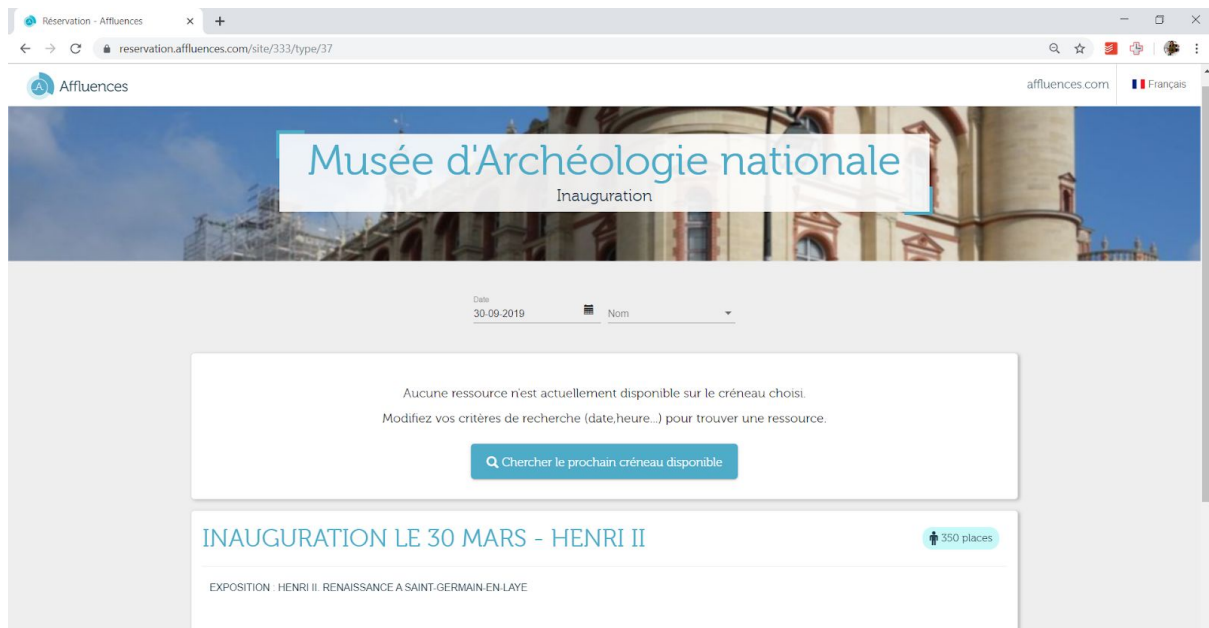 Réservation - Affluences
reservation.affluences.com/site/333/type/37
Affluences
affluences.com
Français
Musée d'Archéologie nationale
Inauguration
Date
30-09-2019
Nom
Aucune ressource n'est actuellement disponible sur le créneau choisi.
Modifiez vos critères de recherche (date,heure...) pour trouver une ressource.
Chercher le prochain créneau disponible
INAUGURATION LE 30 MARS - HENRI II
350 places
EXPOSITION : HENRI II. RENAISSANCE A SAINT-GERMAIN-EN-LAYE